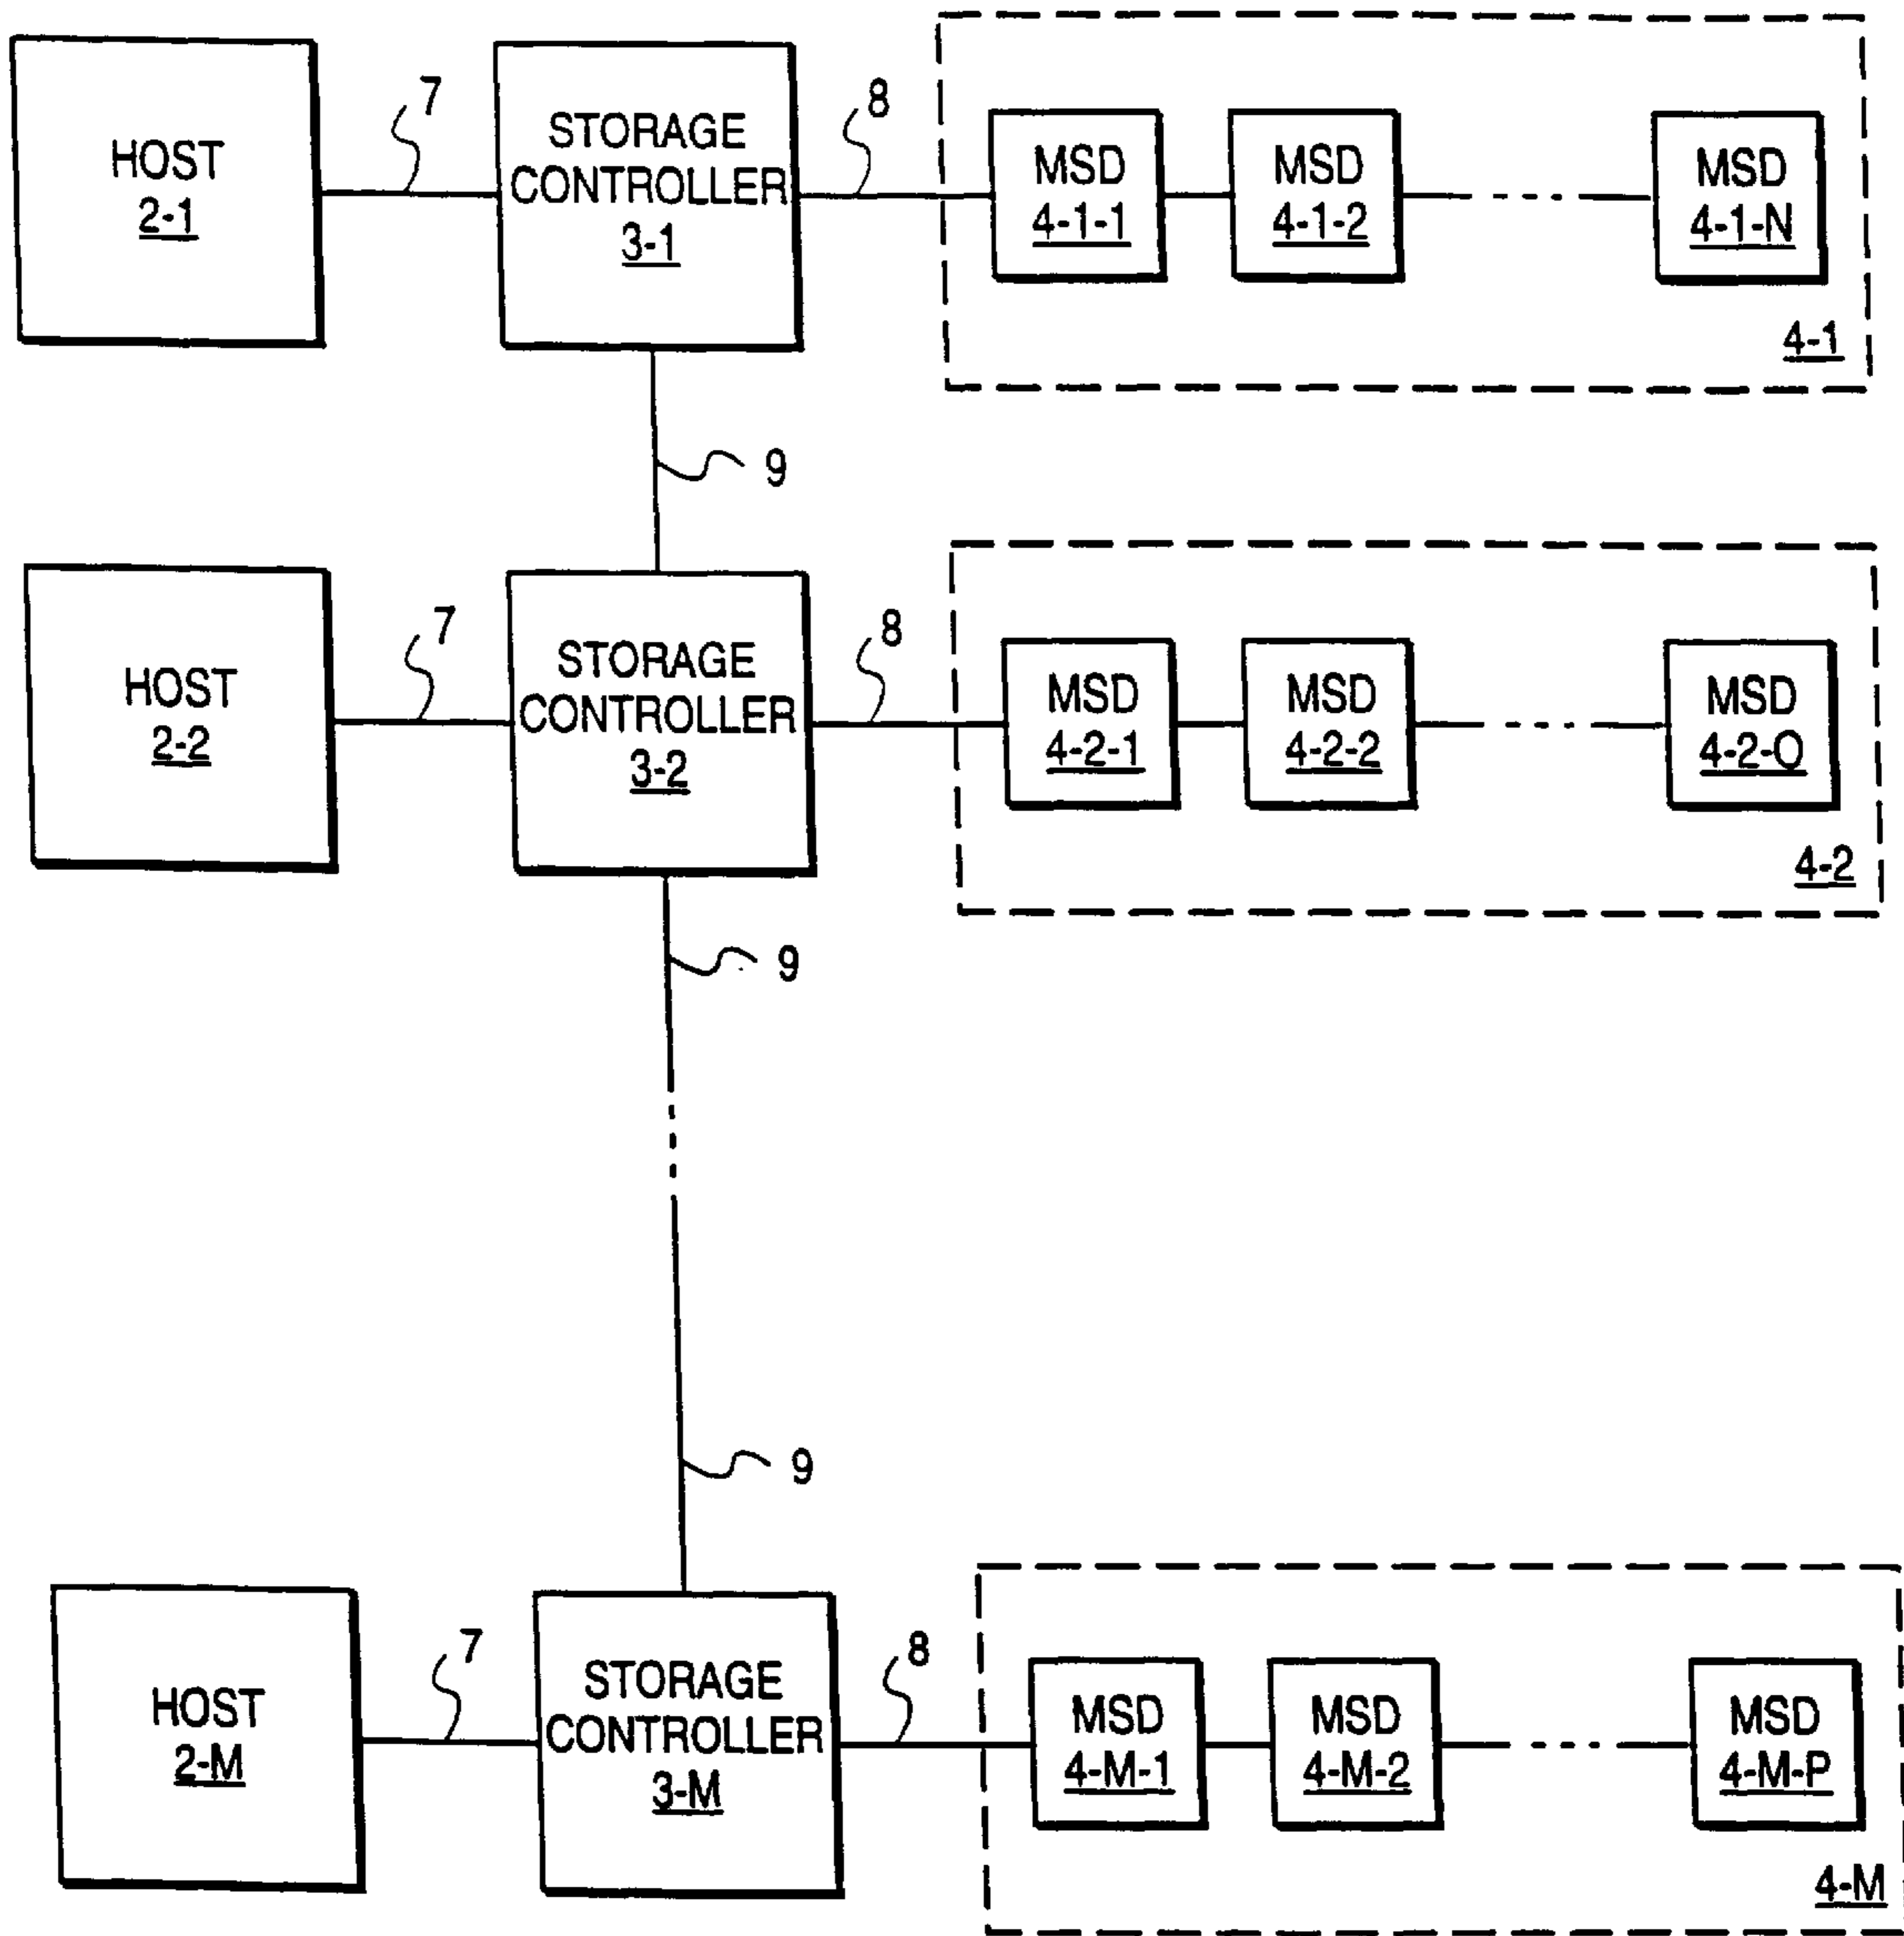 HOST
2-1
7
STORAGE
CONTROLLER
3-1
8
MSD
4-1-1
MSD
4-1-2
MSD
4-1-N
4-1
9
HOST
2-2
7
STORAGE
CONTROLLER
3-2
8
MSD
4-2-1
MSD
4-2-2
MSD
4-2-O
4-2
9
9
HOST
2-M
7
STORAGE
CONTROLLER
3-M
8
MSD
4-M-1
MSD
4-M-2
MSD
4-M-P
4-M